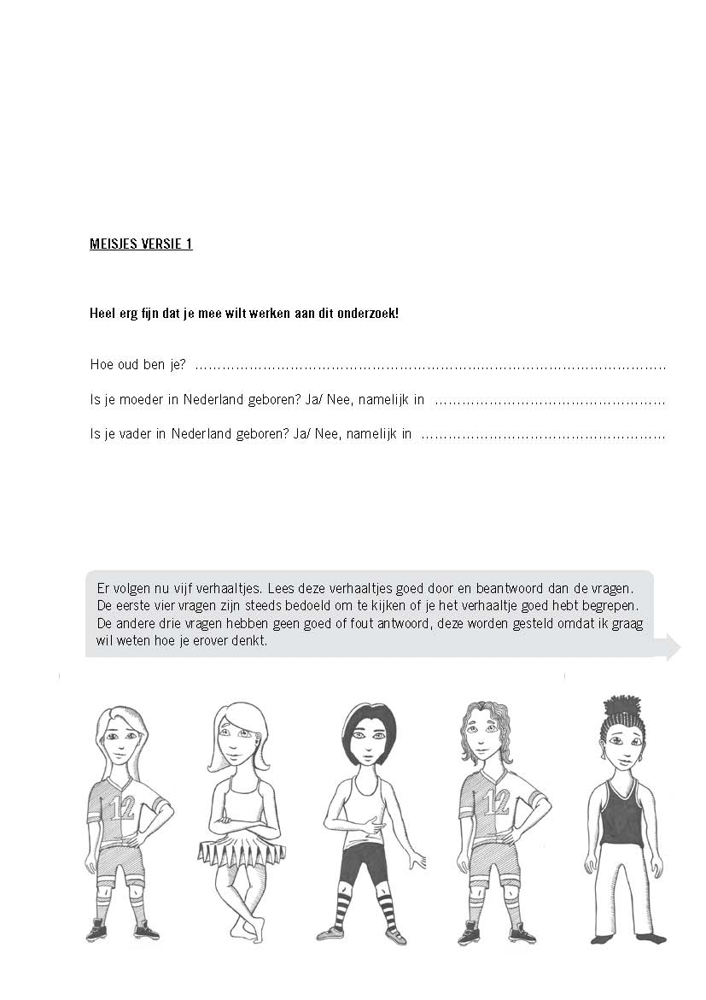 MEISJES VERSIE 1
Heel erg fijn dat je mee wilt werken aan dit onderzoek!
Hoe oud ben je? ……………………………………………………………………………………………
Is je moeder in Nederland geboren? Ja/ Nee, namelijk in ……………………………………………
Is je vader in Nederland geboren? Ja/ Nee, namelijk in ………………………………………………
Er volgen nu vijf verhaaltjes. Lees deze verhaaltjes goed door en beantwoord dan de vragen.
De eerste vier vragen zijn steeds bedoeld om te kijken of je het verhaaltje goed hebt begrepen.
De andere drie vragen hebben geen goed of fout antwoord, deze worden gesteld omdat ik graag
wil weten hoe je erover denkt.
12 12